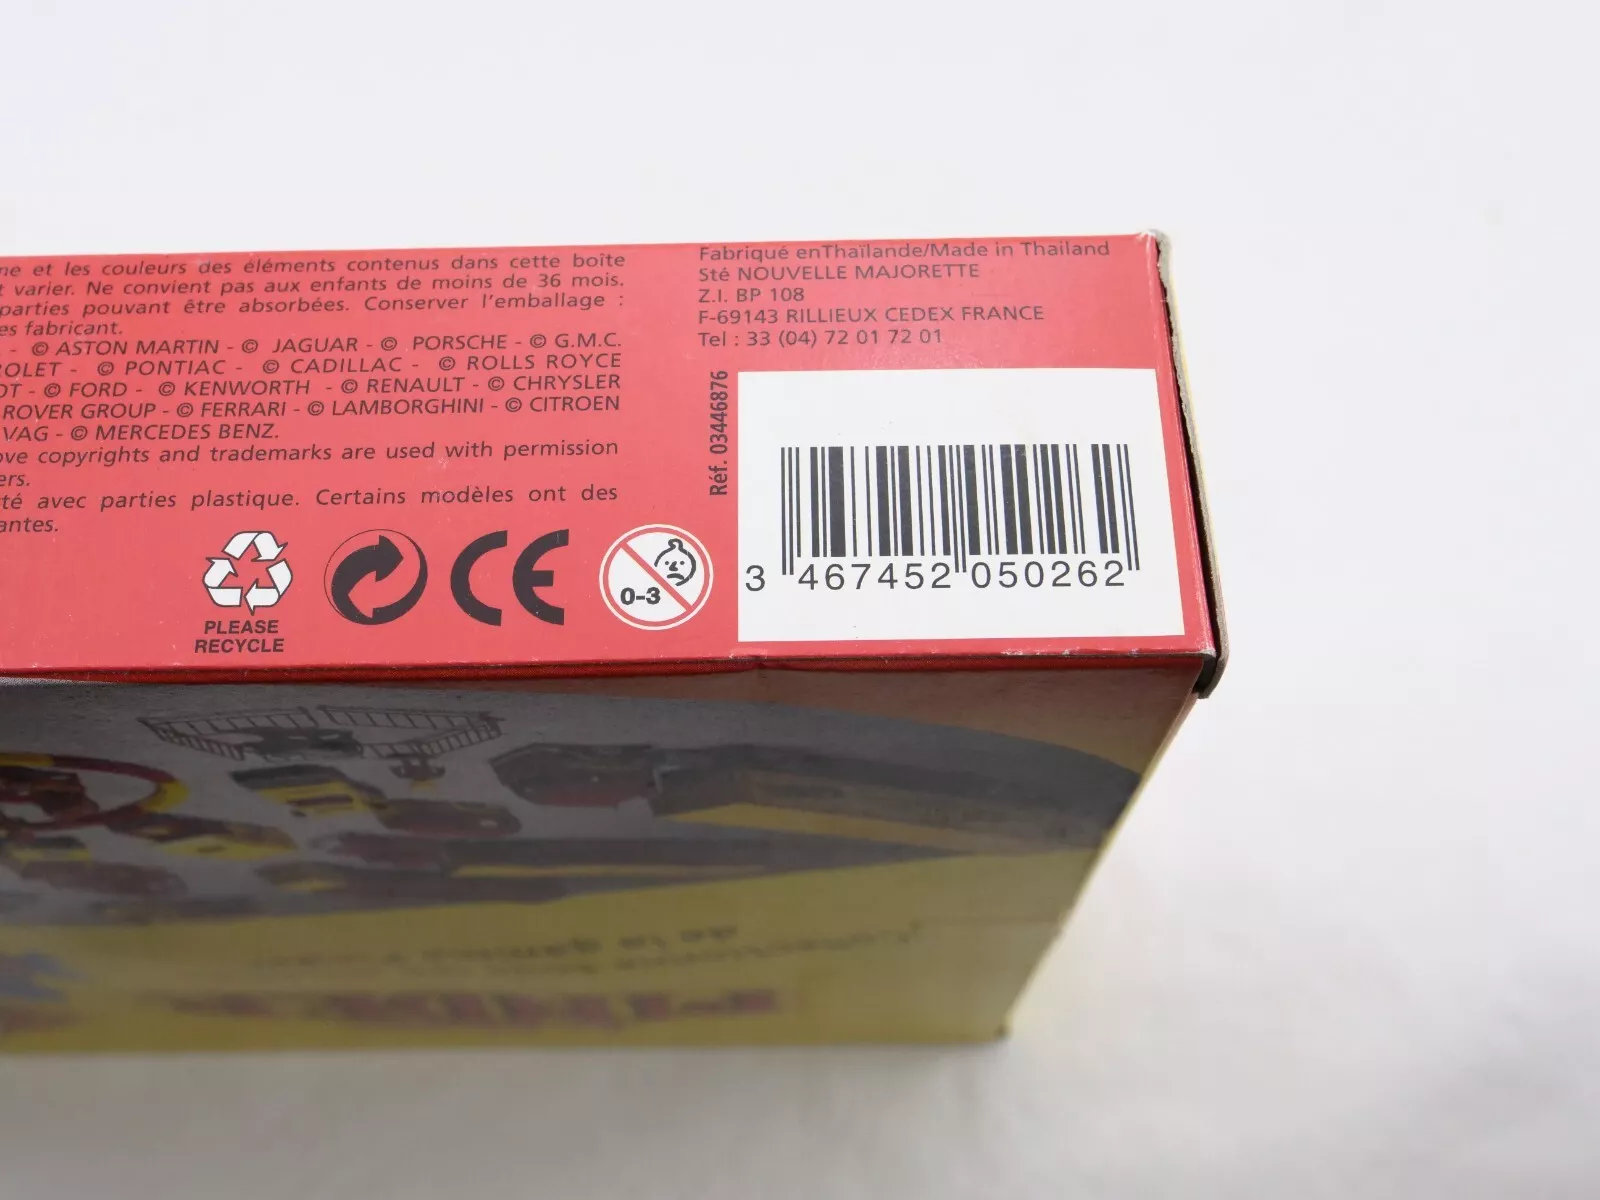 ne et les couleurs des éléments contenus dans cette boîte
t varier. Ne convient pas aux enfants de moins de 36 mois.
parties pouvant être absorbées. Conserver l'emballage :
es fabricant.
- © ASTON MARTIN - © JAGUAR - © PORSCHE - © G.M.C.
OLET - © PONTIAC - © CADILLAC - © ROLLS ROYCE
OT - © FORD - © KENWORTH - © RENAULT - © CHRYSLER
ROVER GROUP - © FERRARI - © LAMBORGHINI - © CITROEN
VAG - © MERCEDES BENZ.
ove copyrights and trademarks are used with permission
ers.
té avec parties plastique. Certains modèles ont des
antes.
PLEASE
RECYCLE
CE
0-3
Fabriqué enThaïlande/Made in Thailand
Sté NOUVELLE MAJORETTE
Z.I. BP 108
F-69143 RILLIEUX CEDEX FRANCE
Tel : 33 (04) 72 01 72 01
Réf. 03446876
3 467452 050262
de la gamme